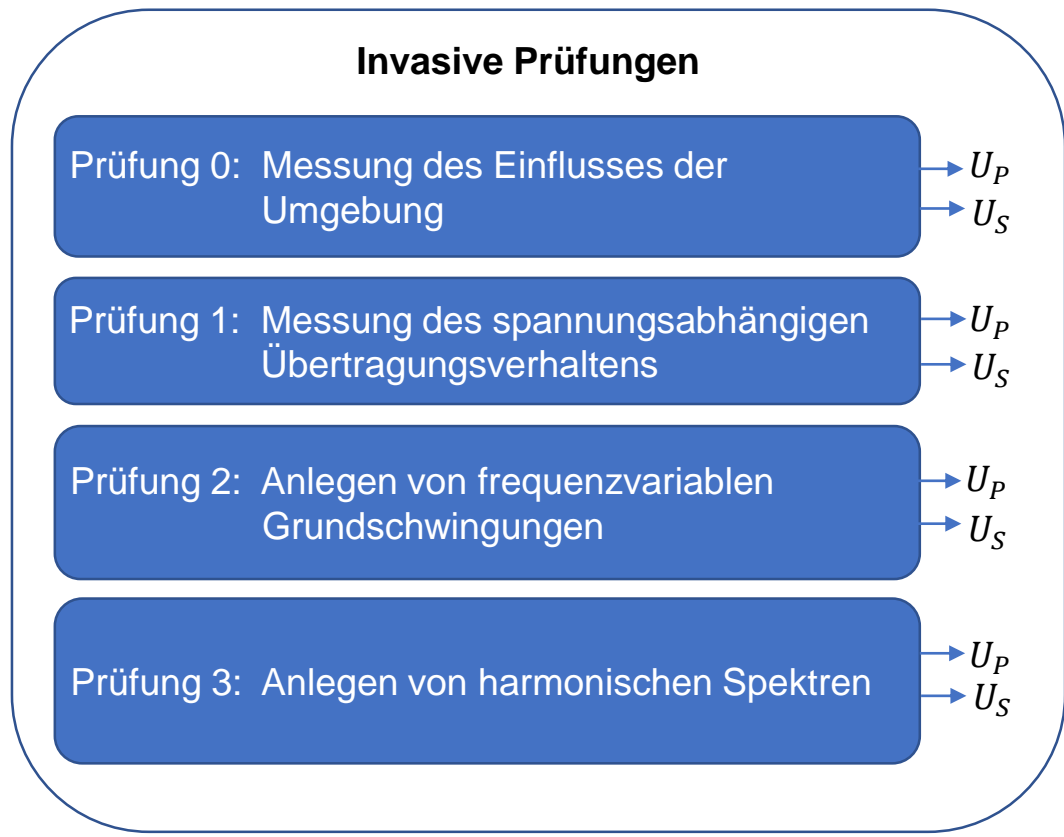 Invasive Prüfungen
Prüfung 0: Messung des Einflusses der
Umgebung
U_P
U_S
Prüfung 1: Messung des spannungsabhängigen
Übertragungsverhaltens
U_P
U_S
Prüfung 2: Anlegen von frequenzvariablen
Grundschwingungen
U_P
U_S
Prüfung 3: Anlegen von harmonischen Spektren
U_P
U_S